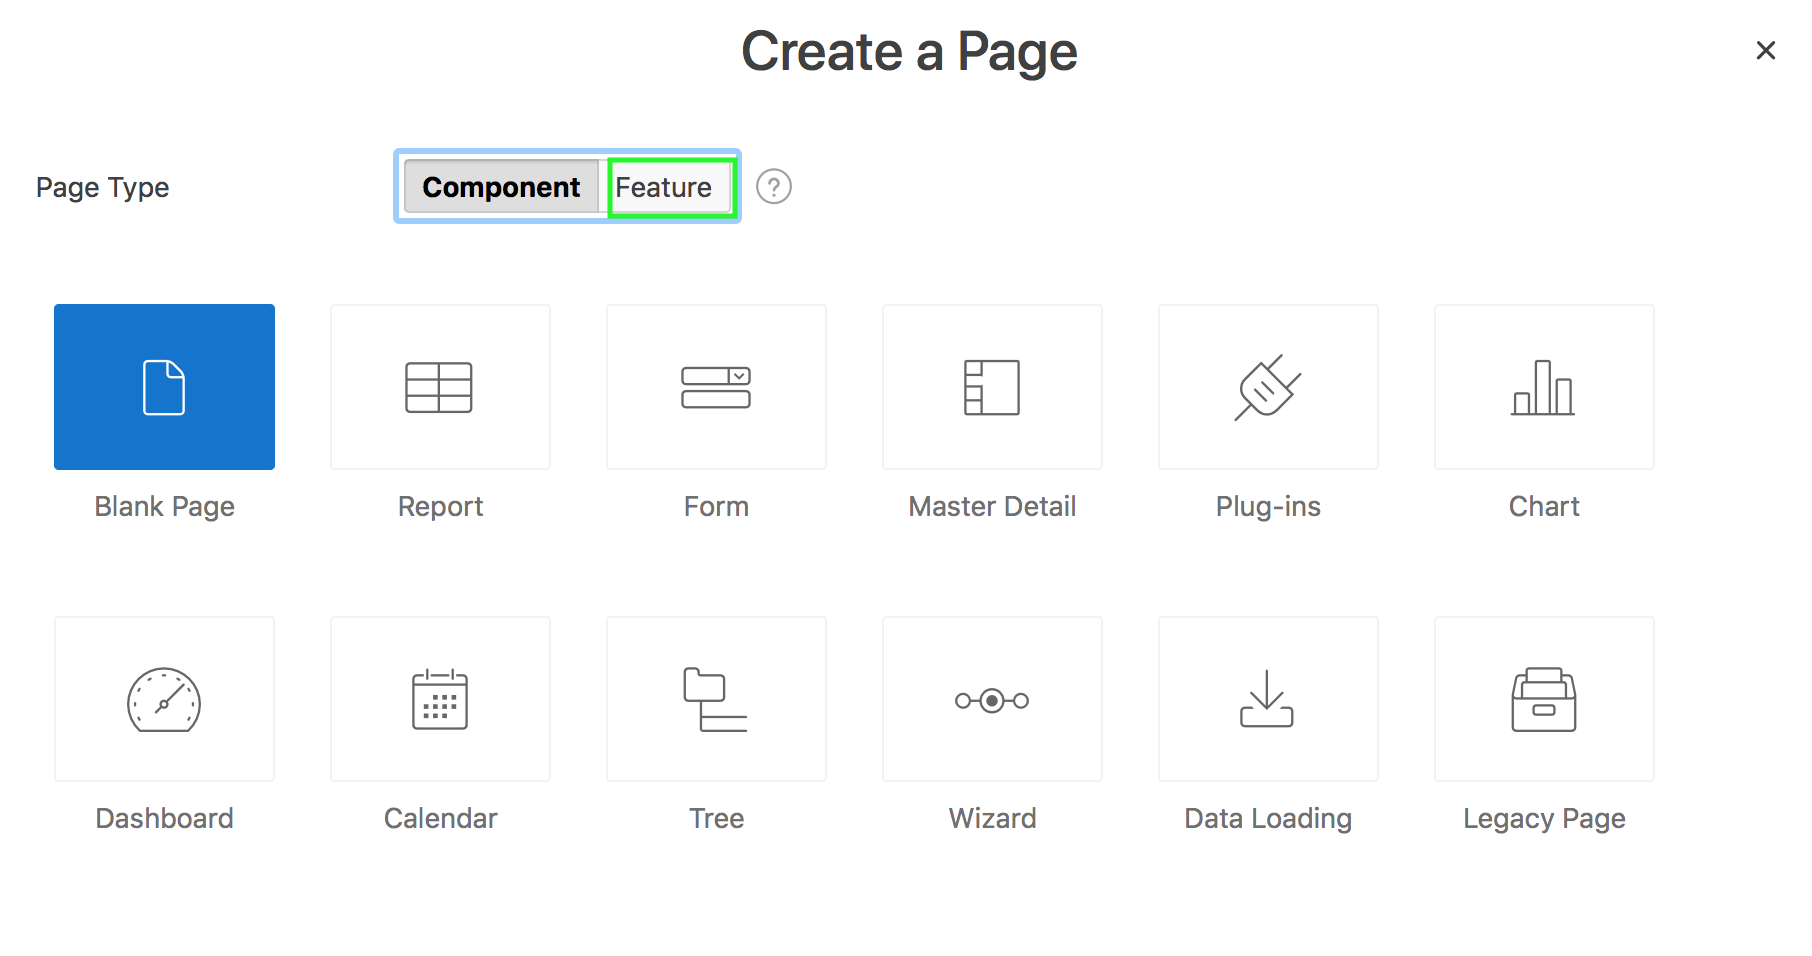 Create a Page
Page Type
Component Feature
?
Blank Page
Report
Form
Master Detail
Plug-ins
Chart
Dashboard
Calendar
Tree
Wizard
Data Loading
Legacy Page